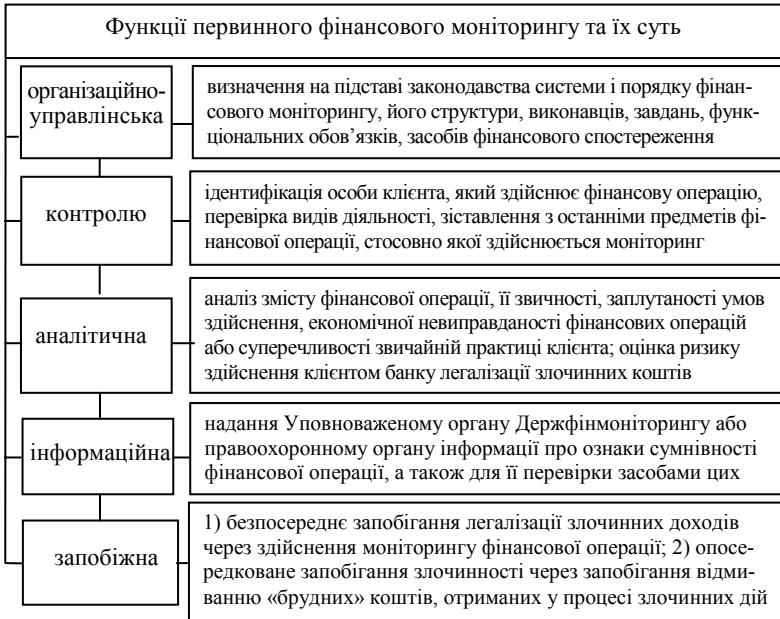 Функції первинного фінансового моніторингу та їх суть
організаційно-
управлінська
визначення на підставі законодавства системи і порядку фінан-
сового моніторингу, його структури, виконавців, завдань, функ-
ціональних обов’язків, засобів фінансового спостереження
контролю
ідентифікація особи клієнта, який здійснює фінансову операцію,
перевірка видів діяльності, зіставлення з останніми предметів фі-
нансової операції, стосовно якої здійснюється моніторинг
аналітична
аналіз змісту фінансової операції, її звичності, заплутаності умов
здійснення, економічної невиправданості фінансових операцій
або суперечливості звичайній практиці клієнта; оцінка ризику
здійснення клієнтом банку легалізації злочинних коштів
інформаційна
надання Уповноваженому органу Держфінмоніторингу або
правоохоронному органу інформації про ознаки сумнівності
фінансової операції, а також для її перевірки засобами цих
запобіжна
1) безпосереднє запобігання легалізації злочинних доходів
через здійснення моніторингу фінансової операції; 2) опосе-
редковане запобігання злочинності через запобігання відми-
ванню «брудних» коштів, отриманих у процесі злочинних дій